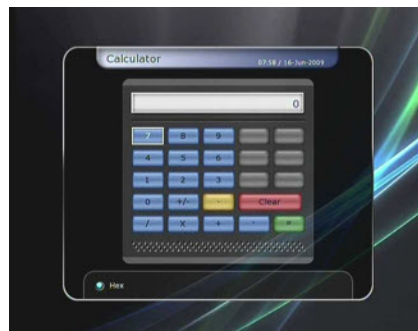 Calculator 07:58 / 16-Jun-2009
0
7 8 9
4 5 6
1 2 3
0 +/- . Clear
/ X + - =
Hex